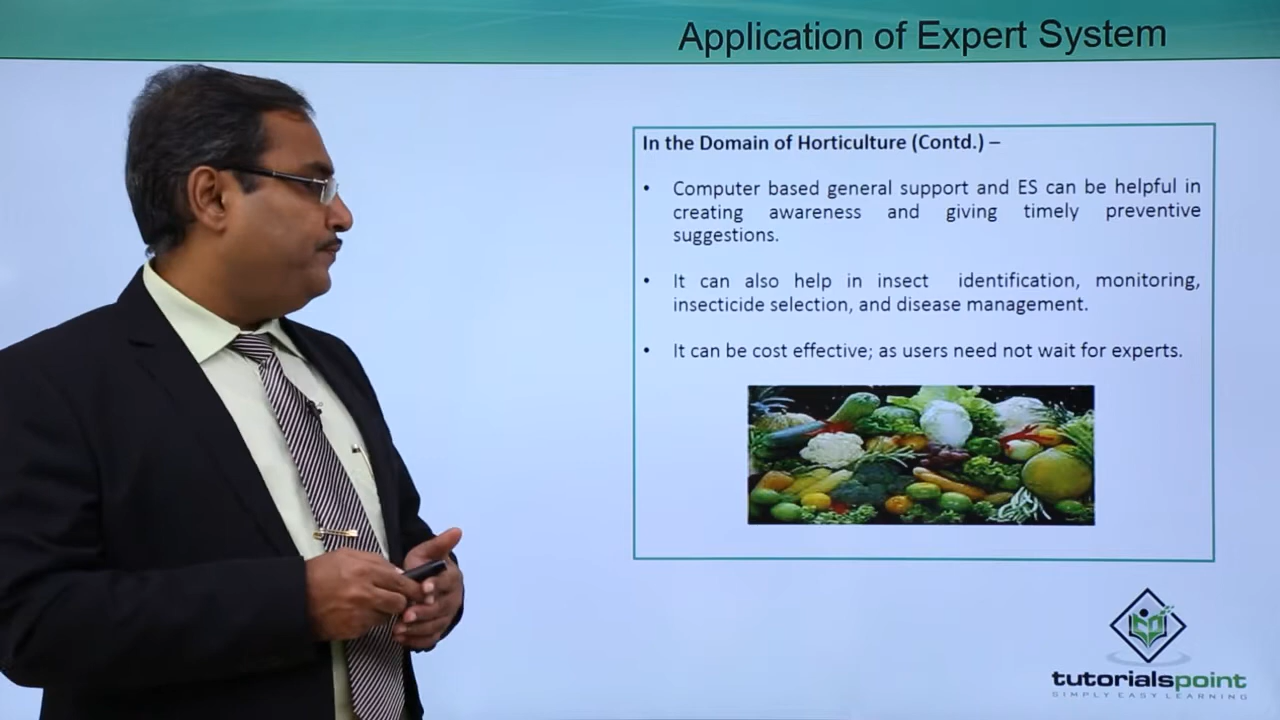 Application of Expert System
In the Domain of Horticulture (Contd.) –
• Computer based general support and ES can be helpful in
creating awareness and giving timely preventive
suggestions.
• It can also help in insect identification, monitoring,
insecticide selection, and disease management.
• It can be cost effective; as users need not wait for experts.
tutorialspoint
SIMPLY EASY LEARNING